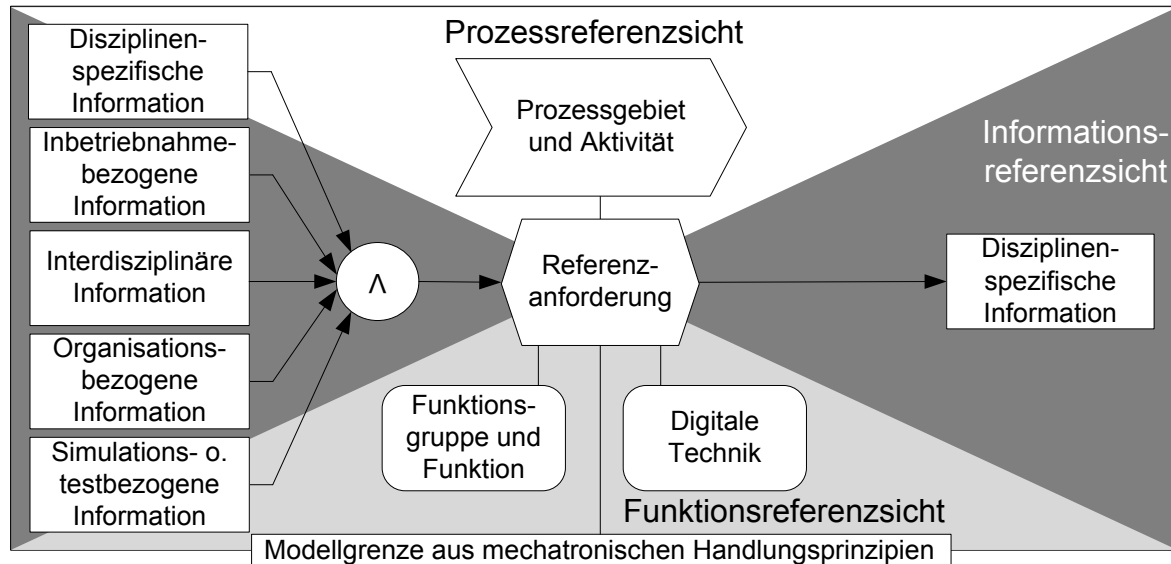 Disziplinen-
spezifische
Information
Inbetriebnahme-
bezogene
Information
Interdisziplinäre
Information
Organisations-
bezogene
Information
Simulations- o.
testbezogene
Information
Λ
Prozessreferenzsicht
Prozessgebiet
und Aktivität
Referenz-
anforderung
Funktions-
gruppe und
Funktion
Digitale
Technik
Informations-
referenzsicht
Disziplinen-
spezifische
Information
Funktionsreferenzsicht
Modellgrenze aus mechatronischen Handlungsprinzipien